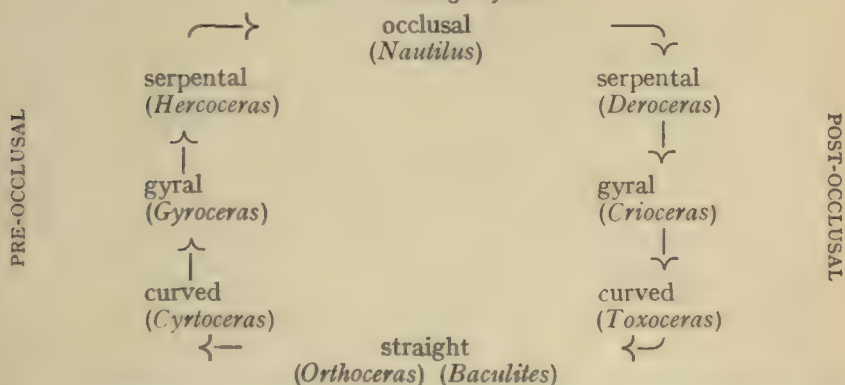 occlusal
(Nautilus)
serpental
(Hercoceras)
serpental
(Deroceras)
PRE-OCCLUSAL
POST-OCCLUSAL
gyral
(Gyroceras)
gyral
(Crioceras)
curved
(Cyrtoceras)
curved
(Toxoceras)
straight
(Orthoceras) (Baculites)